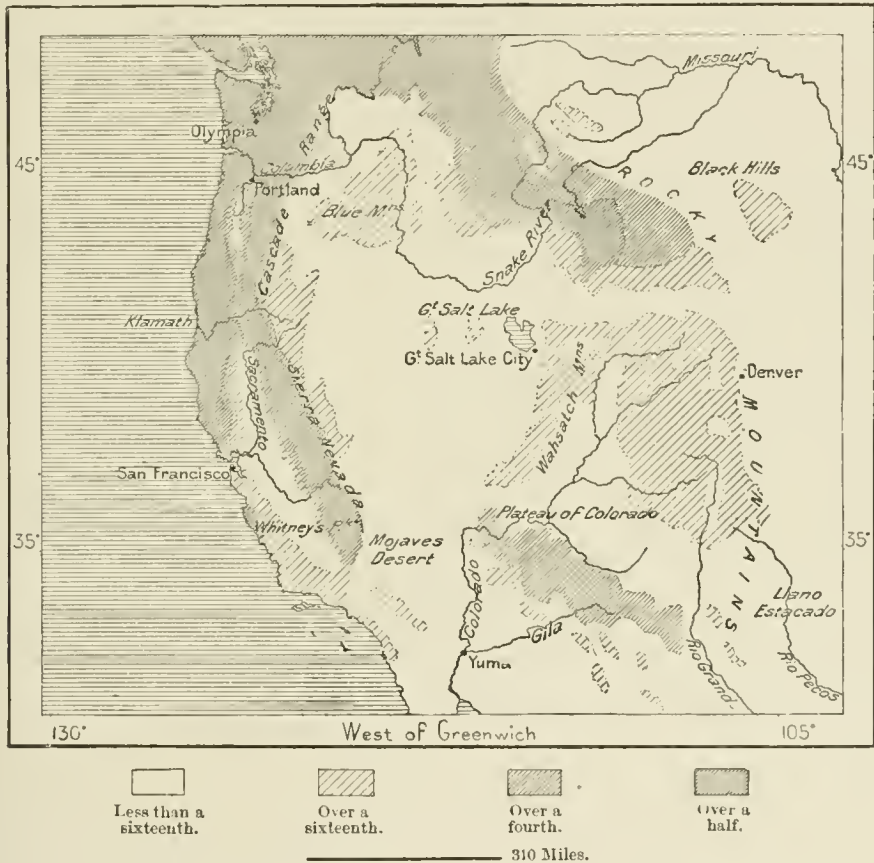 Missouri
Olympia
Range
45°
Columbia
Portland
45°
Black Hills
ROCKY
Blue Mns
Cascade
Snake River
Klamath
Gt Salt Lake
Gt Salt Lake City
Denver
Sacramento
Sierra Nevada
Wahsatch Mns
MOUNTAINS
San Francisco
Whitney's Pk
Plateau of Colorado
35°
Mojaves
Desert
35°
Llano
Estacado
Colorado
Gila
Yuma
Rio Grand
Rio Pecos
130°
West of Greenwich
105°
Less than a
sixteenth.
Over a
sixteenth.
Over a
fourth.
Over a
half.
310 Miles.